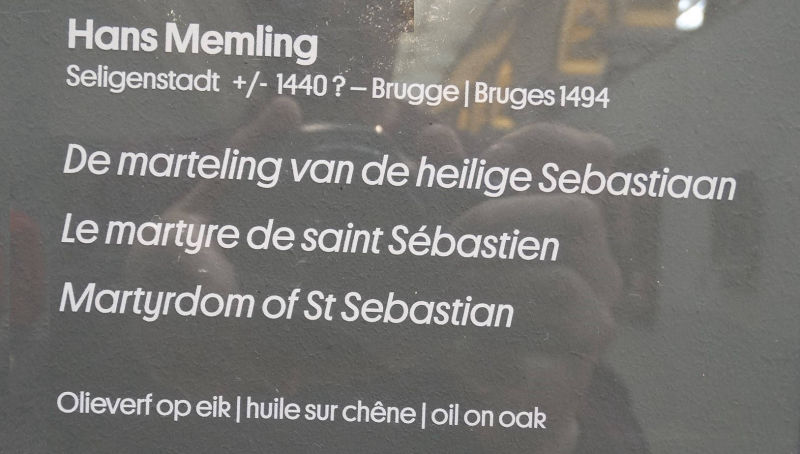 Hans Memling
Seligenstadt +/- 1440 ? – Brugge | Bruges 1494
De marteling van de heilige Sebastiaan
Le martyre de saint Sébastien
Martyrdom of St Sebastian
Olieverf op eik | huile sur chêne | oil on oak